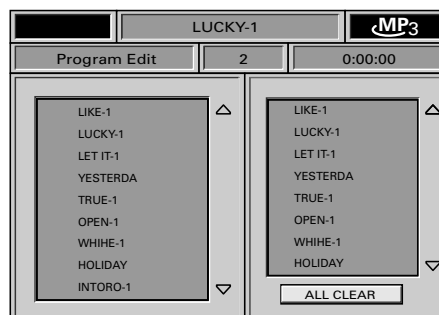 LUCKY-1
MP3
Program Edit
2
0:00:00
LIKE-1
LUCKY-1
LET IT-1
YESTERDA
TRUE-1
OPEN-1
WHIHE-1
HOLIDAY
INTORO-1
LIKE-1
LUCKY-1
LET IT-1
YESTERDA
TRUE-1
OPEN-1
WHIHE-1
HOLIDAY
ALL CLEAR